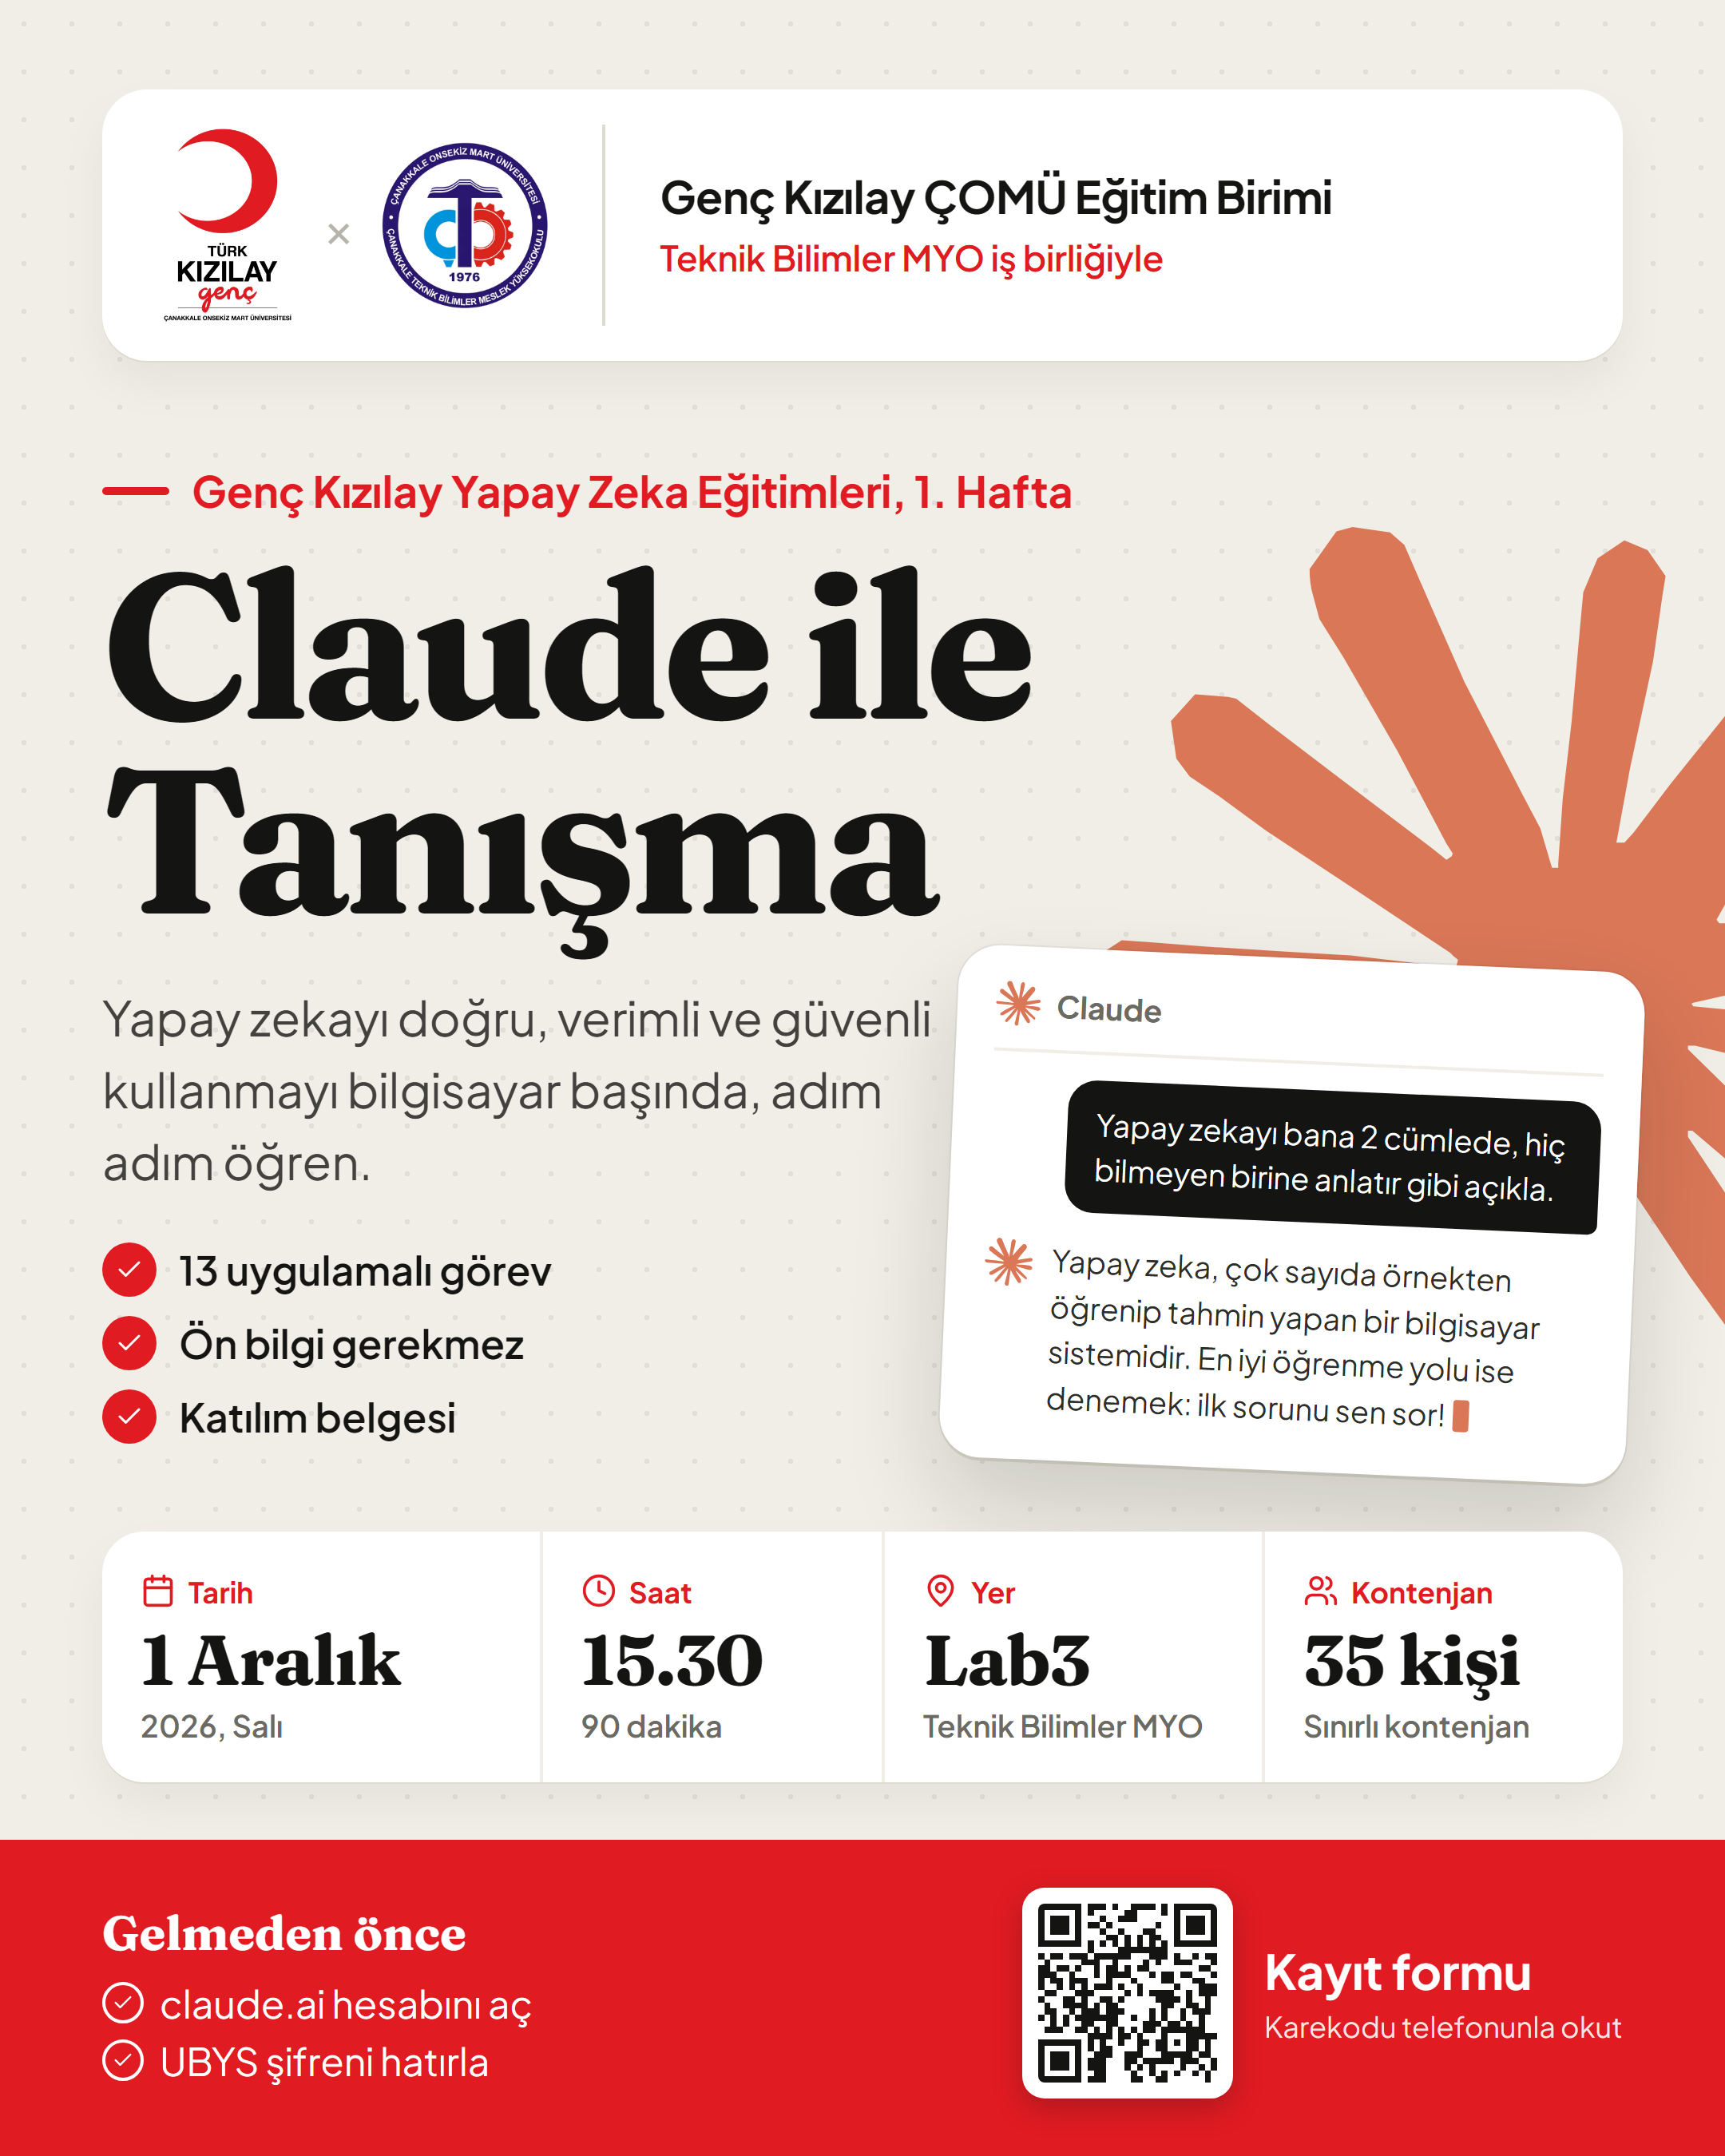 TÜRK
KIZILAY
genç
ÇANAKKALE ONSEKİZ MART ÜNİVERSİTESİ
×
ÇANAKKALE ONSEKİZ MART ÜNİVERSİTESİ
ÇANAKKALE TEKNİK BİLİMLER MESLEK YÜKSEKOKULU
1976
Genç Kızılay ÇOMÜ Eğitim Birimi
Teknik Bilimler MYO iş birliğiyle
Genç Kızılay Yapay Zeka Eğitimleri, 1. Hafta
Claude ile
Tanışma
Yapay zekayı doğru, verimli ve güvenli
kullanmayı bilgisayar başında, adım
adım öğren.
13 uygulamalı görev
Ön bilgi gerekmez
Katılım belgesi
Claude
Yapay zekayı bana 2 cümlede, hiç
bilmeyen birine anlatır gibi açıkla.
Yapay zeka, çok sayıda örnekten
öğrenip tahmin yapan bir bilgisayar
sistemidir. En iyi öğrenme yolu ise
denemek: ilk sorunu sen sor!
Tarih
1 Aralık
2026, Salı
Saat
15.30
90 dakika
Yer
Lab3
Teknik Bilimler MYO
Kontenjan
35 kişi
Sınırlı kontenjan
Gelmeden önce
claude.ai hesabını aç
UBYS şifreni hatırla
Kayıt formu
Karekodu telefonunla okut